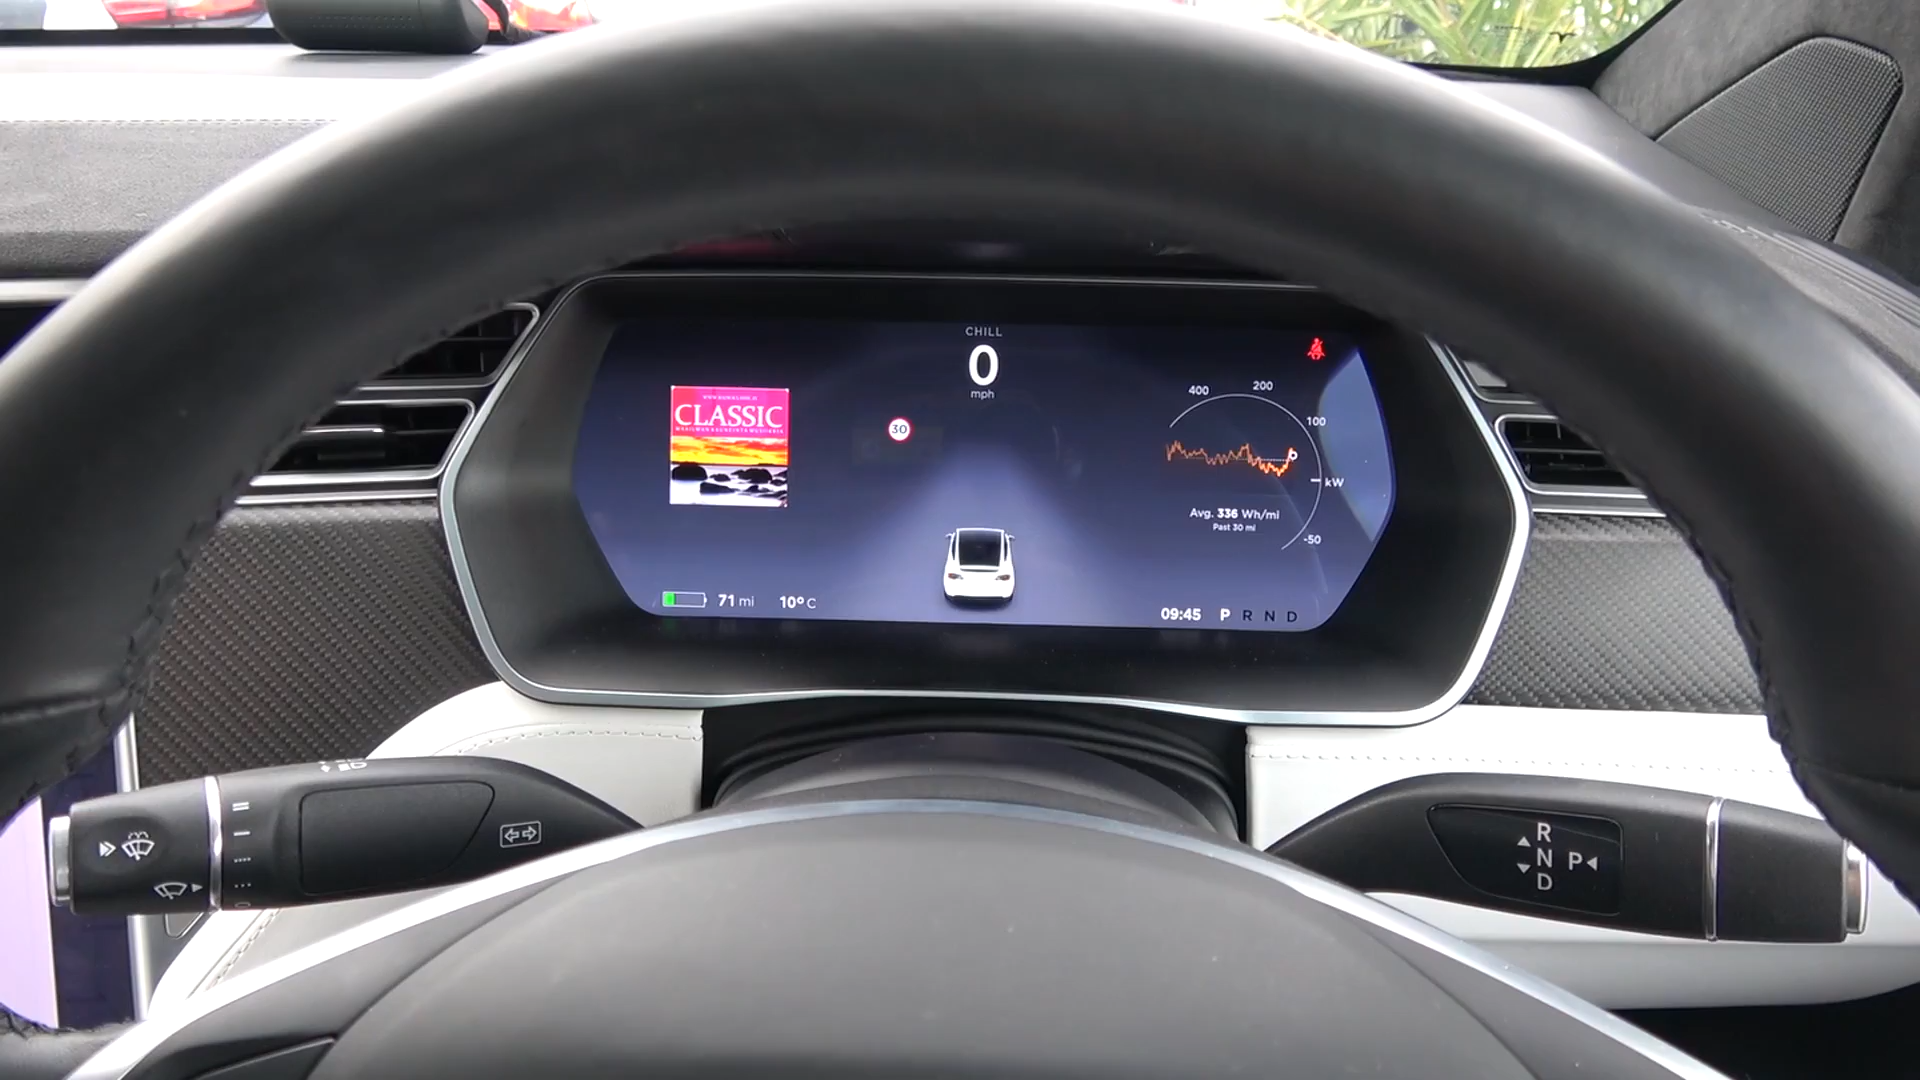 CHILL
0
mph
30
CLASSIC
400
200
100
kW
-50
Avg. 336 Wh/mi
Past 30 mi
71 mi
10° C
09:45 P R N D
R
N P
D